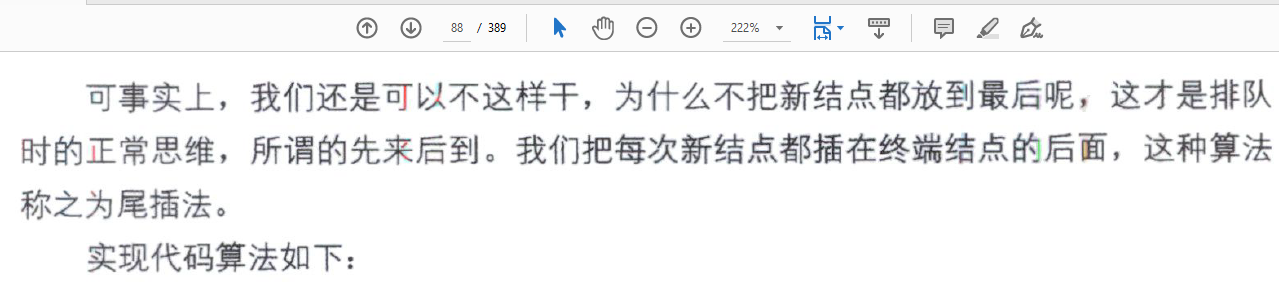 88 / 389 222%
可事实上，我们还是可以不这样干，为什么不把新结点都放到最后呢，这才是排队
时的正常思维，所谓的先来后到。我们把每次新结点都插在终端结点的后面，这种算法
称之为尾插法。
实现代码算法如下：